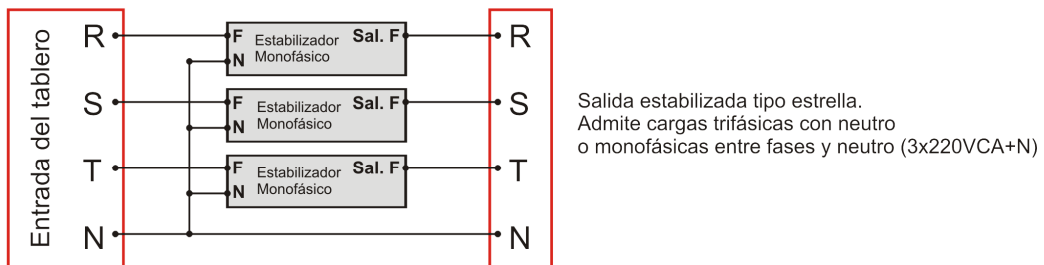 Entrada del tablero
R
F Estabilizador Monofásico Sal. F
N
R
S
F Estabilizador Monofásico Sal. F
N
S
T
F Estabilizador Monofásico Sal. F
N
T
N
N
Salida estabilizada tipo estrella.
Admite cargas trifásicas con neutro
o monofásicas entre fases y neutro (3x220VCA+N)